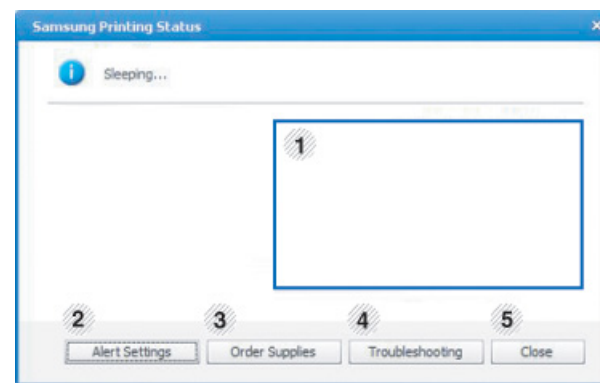 Samsung Printing Status
Sleeping...
1
2 3 4 5
Alert Settings Order Supplies Troubleshooting Close